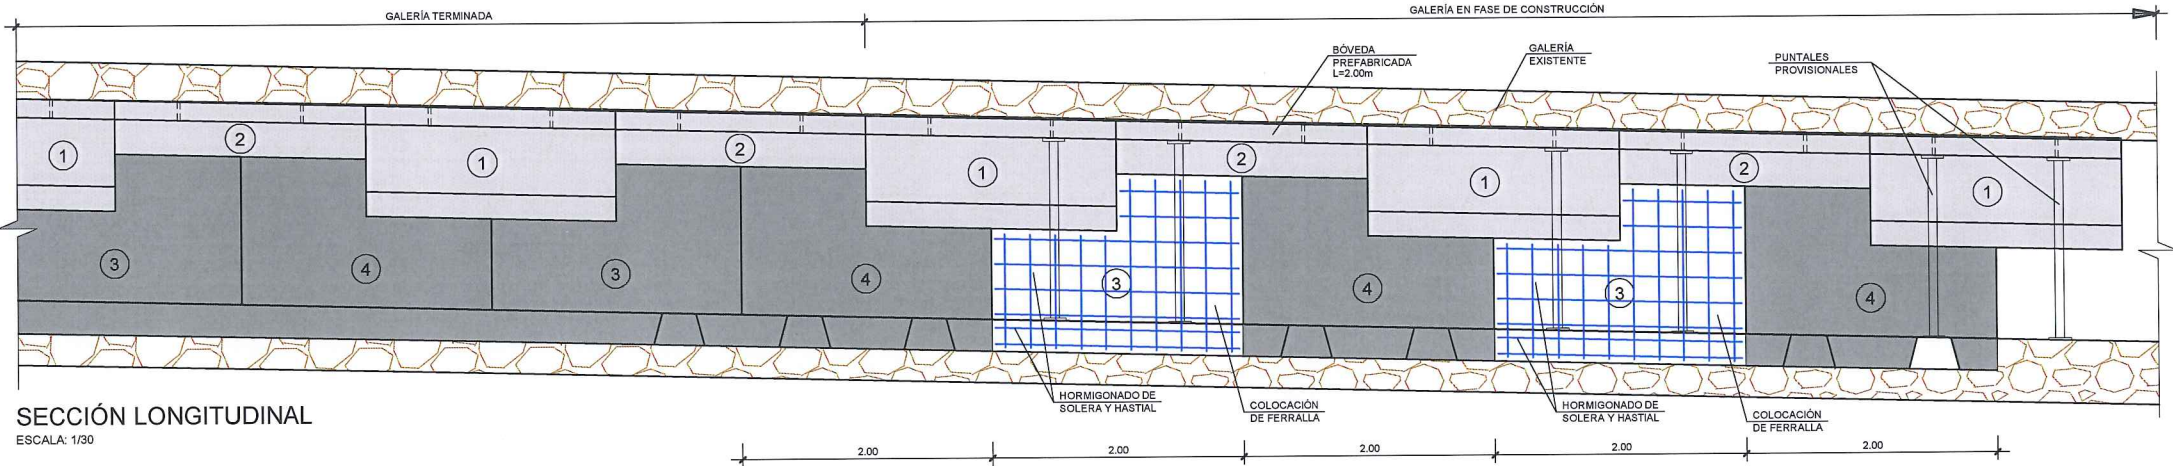 GALERÍA TERMINADA
GALERÍA EN FASE DE CONSTRUCCIÓN
BÓVEDA
PREFABRICADA
L=2.00m
GALERÍA
EXISTENTE
PUNTALES
PROVISIONALES
1
2
1
2
1
2
1
2
1
3
4
3
4
3
4
3
4
HORMIGONADO DE
SOLERA Y HASTIAL
COLOCACIÓN
DE FERRALLA
HORMIGONADO DE
SOLERA Y HASTIAL
COLOCACIÓN
DE FERRALLA
SECCIÓN LONGITUDINAL
ESCALA: 1/30
2.00
2.00
2.00
2.00
2.00